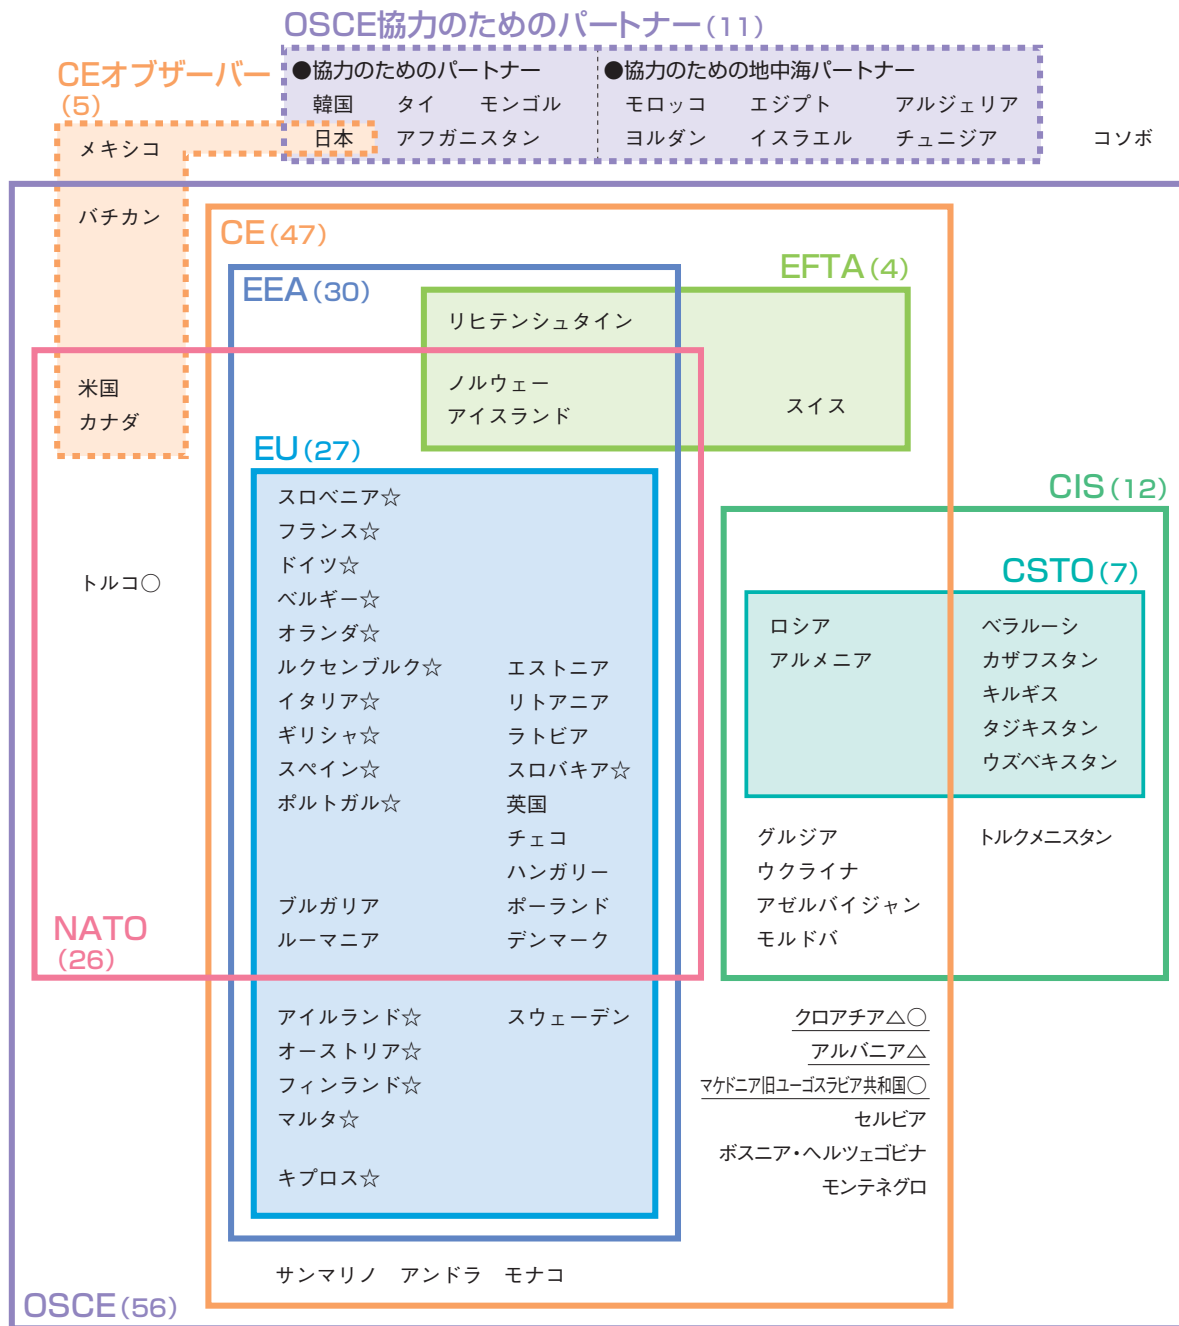 OSCE協力のためのパートナー(11)
CEオブザーバー
(5)
●協力のためのパートナー
韓国 タイ モンゴル
日本 アフガニスタン
●協力のための地中海パートナー
モロッコ エジプト アルジェリア
ヨルダン イスラエル チュニジア
コソボ
メキシコ
バチカン
米国
カナダ
CE(47)
EEA(30)
EFTA(4)
リヒテンシュタイン
ノルウェー
アイスランド
スイス
EU(27)
スロベニア☆
フランス☆
ドイツ☆
ベルギー☆
オランダ☆
ルクセンブルク☆
イタリア☆
ギリシャ☆
スペイン☆
ポルトガル☆
ブルガリア
ルーマニア
エストニア
リトアニア
ラトビア
スロバキア☆
英国
チェコ
ハンガリー
ポーランド
デンマーク
トルコ○
NATO
(26)
アイルランド☆
オーストリア☆
フィンランド☆
マルタ☆
キプロス☆
スウェーデン
CIS(12)
CSTO(7)
ロシア
アルメニア
ベラルーシ
カザフスタン
キルギス
タジキスタン
ウズベキスタン
グルジア
ウクライナ
アゼルバイジャン
モルドバ
トルクメニスタン
クロアチア△○
アルバニア△
マケドニア旧ユーゴスラビア共和国○
セルビア
ボスニア・ヘルツェゴビナ
モンテネグロ
サンマリノ アンドラ モナコ
OSCE(56)